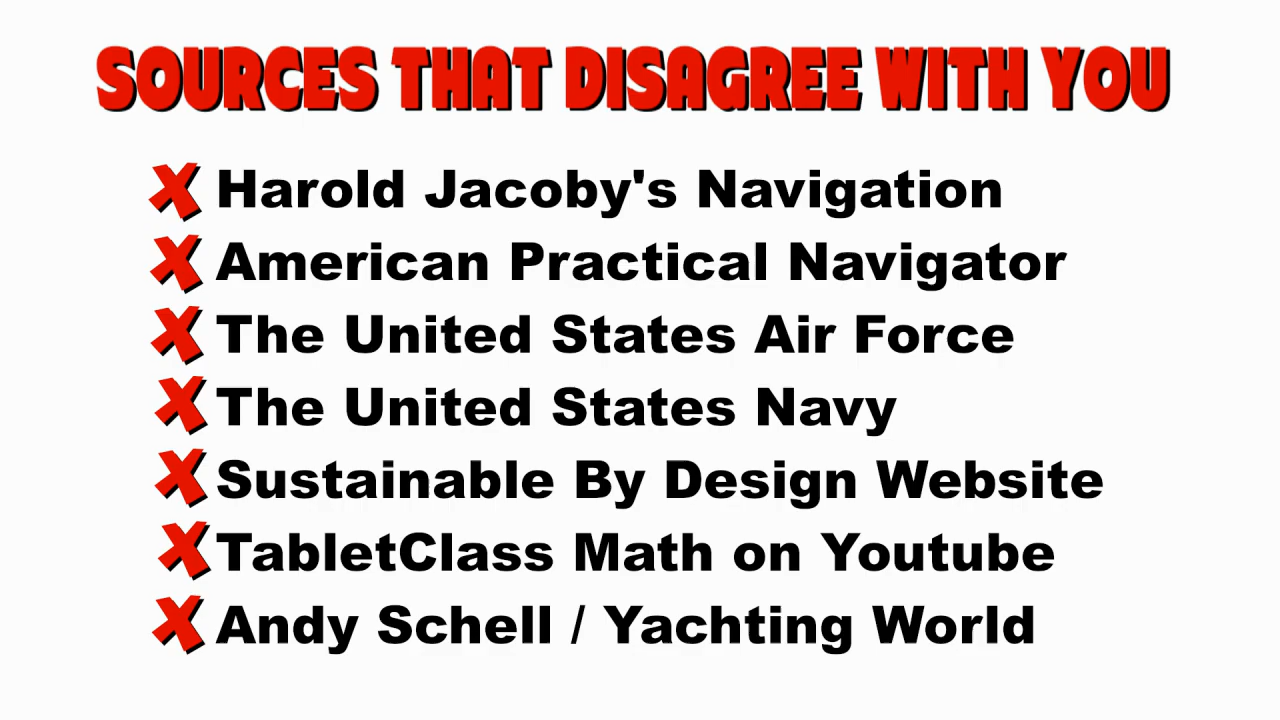 SOURCES THAT DISAGREE WITH YOU
Harold Jacoby's Navigation
American Practical Navigator
The United States Air Force
The United States Navy
Sustainable By Design Website
TabletClass Math on Youtube
Andy Schell / Yachting World